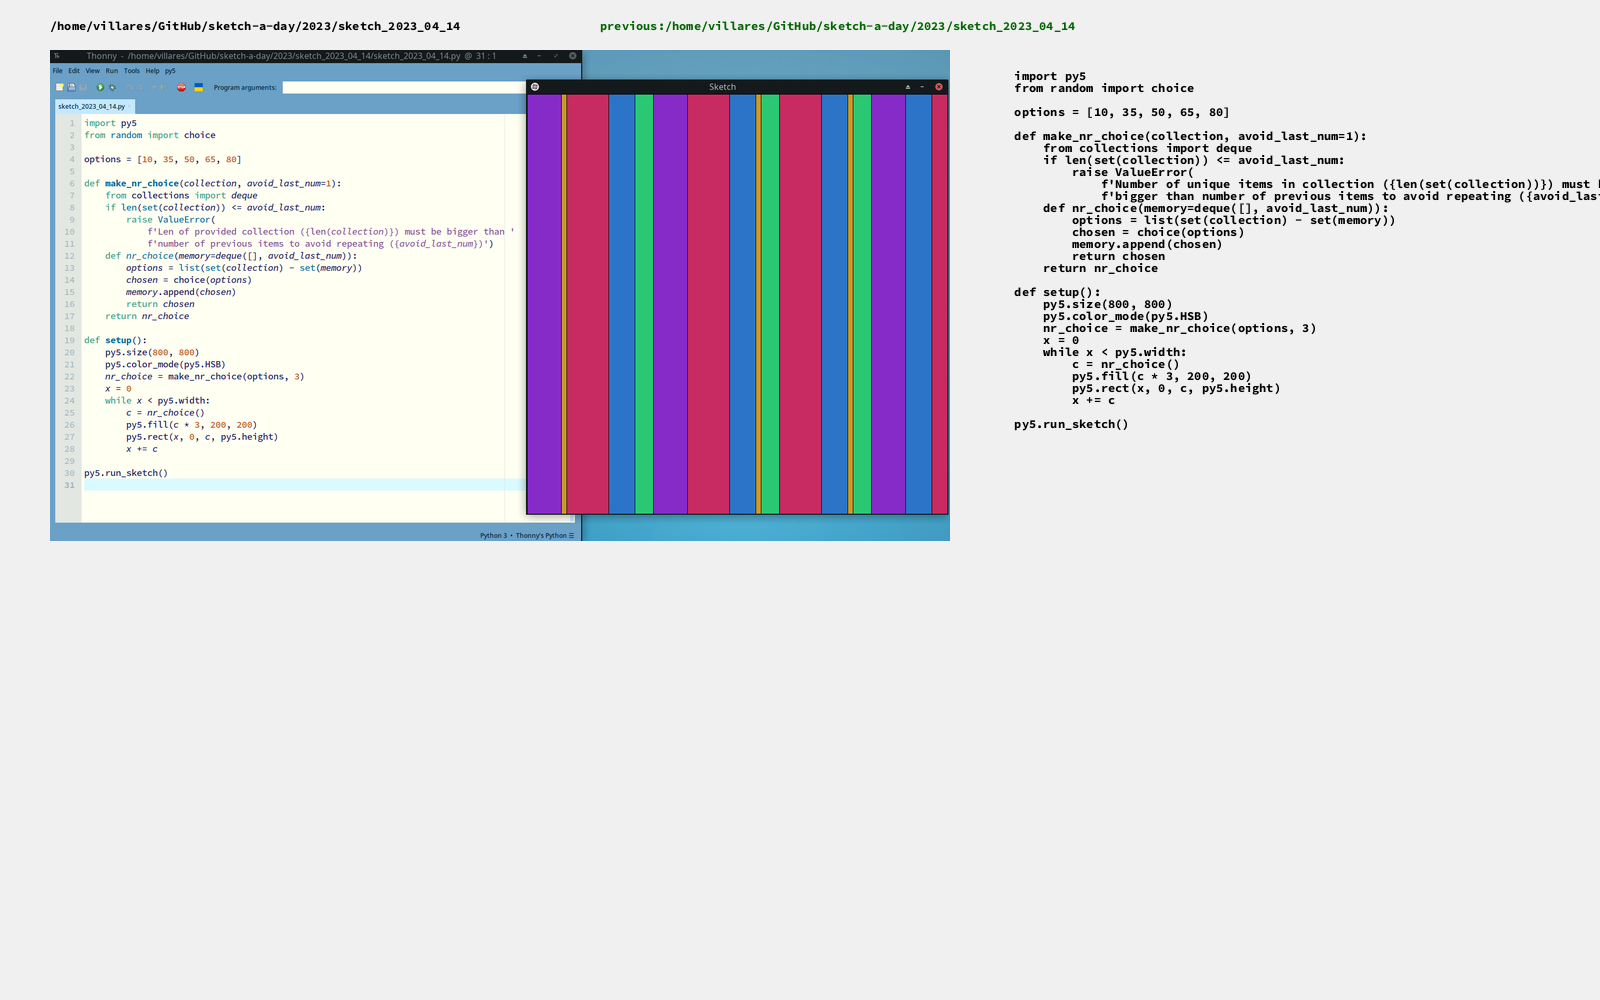 /home/villares/GitHub/sketch-a-day/2023/sketch_2023_04_14
previous:/home/villares/GitHub/sketch-a-day/2023/sketch_2023_04_14
Thonny - /home/villares/GitHub/sketch-a-day/2023/sketch_2023_04_14/sketch_2023_04_14.py @ 31 : 1
File Edit View Run Tools Help py5
Program arguments:
sketch_2023_04_14.py
1 import py5
2 from random import choice
3
4 options = [10, 35, 50, 65, 80]
5
6 def make_nr_choice(collection, avoid_last_num=1):
7     from collections import deque
8     if len(set(collection)) <= avoid_last_num:
9         raise ValueError(
10             f'Len of provided collection ({len(collection)}) must be bigger than '
11             f'number of previous items to avoid repeating ({avoid_last_num})')
12     def nr_choice(memory=deque([], avoid_last_num)):
13         options = list(set(collection) - set(memory))
14         chosen = choice(options)
15         memory.append(chosen)
16         return chosen
17     return nr_choice
18
19 def setup():
20     py5.size(800, 800)
21     py5.color_mode(py5.HSB)
22     nr_choice = make_nr_choice(options, 3)
23     x = 0
24     while x < py5.width:
25         c = nr_choice()
26         py5.fill(c * 3, 200, 200)
27         py5.rect(x, 0, c, py5.height)
28         x += c
29
30 py5.run_sketch()
31
Python 3 • Thonny's Python ☰
Sketch
import py5
from random import choice
options = [10, 35, 50, 65, 80]
def make_nr_choice(collection, avoid_last_num=1):
    from collections import deque
    if len(set(collection)) <= avoid_last_num:
        raise ValueError(
            f'Number of unique items in collection ({len(set(collection))}) must
            f'bigger than number of previous items to avoid repeating ({avoid_las
    def nr_choice(memory=deque([], avoid_last_num)):
        options = list(set(collection) - set(memory))
        chosen = choice(options)
        memory.append(chosen)
        return chosen
    return nr_choice
def setup():
    py5.size(800, 800)
    py5.color_mode(py5.HSB)
    nr_choice = make_nr_choice(options, 3)
    x = 0
    while x < py5.width:
        c = nr_choice()
        py5.fill(c * 3, 200, 200)
        py5.rect(x, 0, c, py5.height)
        x += c
py5.run_sketch()